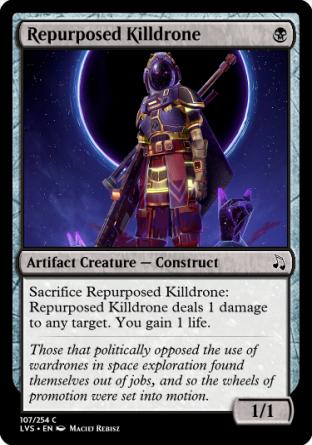 Repurposed Killdrone
Artifact Creature — Construct
Sacrifice Repurposed Killdrone:
Repurposed Killdrone deals 1 damage
to any target. You gain 1 life.
Those that politically opposed the use of
wardrones in space exploration found
themselves out of jobs, and so the wheels of
promotion were set into motion.
1/1
107/254 C
LVS • EN Maciej Rebisz